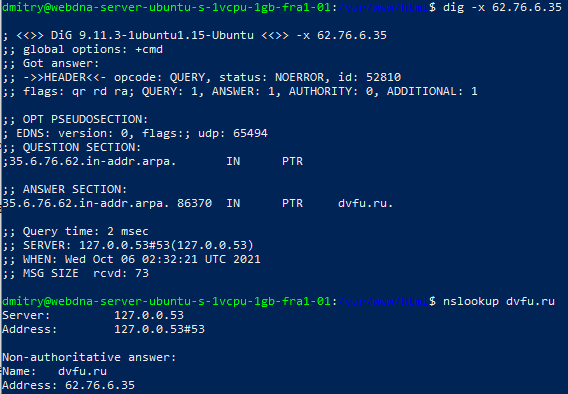 dmitry@webdna-server-ubuntu-s-1vcpu-1gb-fra1-01:/var/www/html$ dig -x 62.76.6.35
; <<>> DiG 9.11.3-1ubuntu1.15-Ubuntu <<>> -x 62.76.6.35
;; global options: +cmd
;; Got answer:
;; ->>HEADER<<- opcode: QUERY, status: NOERROR, id: 52810
;; flags: qr rd ra; QUERY: 1, ANSWER: 1, AUTHORITY: 0, ADDITIONAL: 1
;; OPT PSEUDOSECTION:
; EDNS: version: 0, flags:; udp: 65494
;; QUESTION SECTION:
;35.6.76.62.in-addr.arpa. IN PTR
;; ANSWER SECTION:
35.6.76.62.in-addr.arpa. 86370 IN PTR dvfu.ru.
;; Query time: 2 msec
;; SERVER: 127.0.0.53#53(127.0.0.53)
;; WHEN: Wed Oct 06 02:32:21 UTC 2021
;; MSG SIZE rcvd: 73
dmitry@webdna-server-ubuntu-s-1vcpu-1gb-fra1-01:/var/www/html$ nslookup dvfu.ru
Server: 127.0.0.53
Address: 127.0.0.53#53
Non-authoritative answer:
Name: dvfu.ru
Address: 62.76.6.35